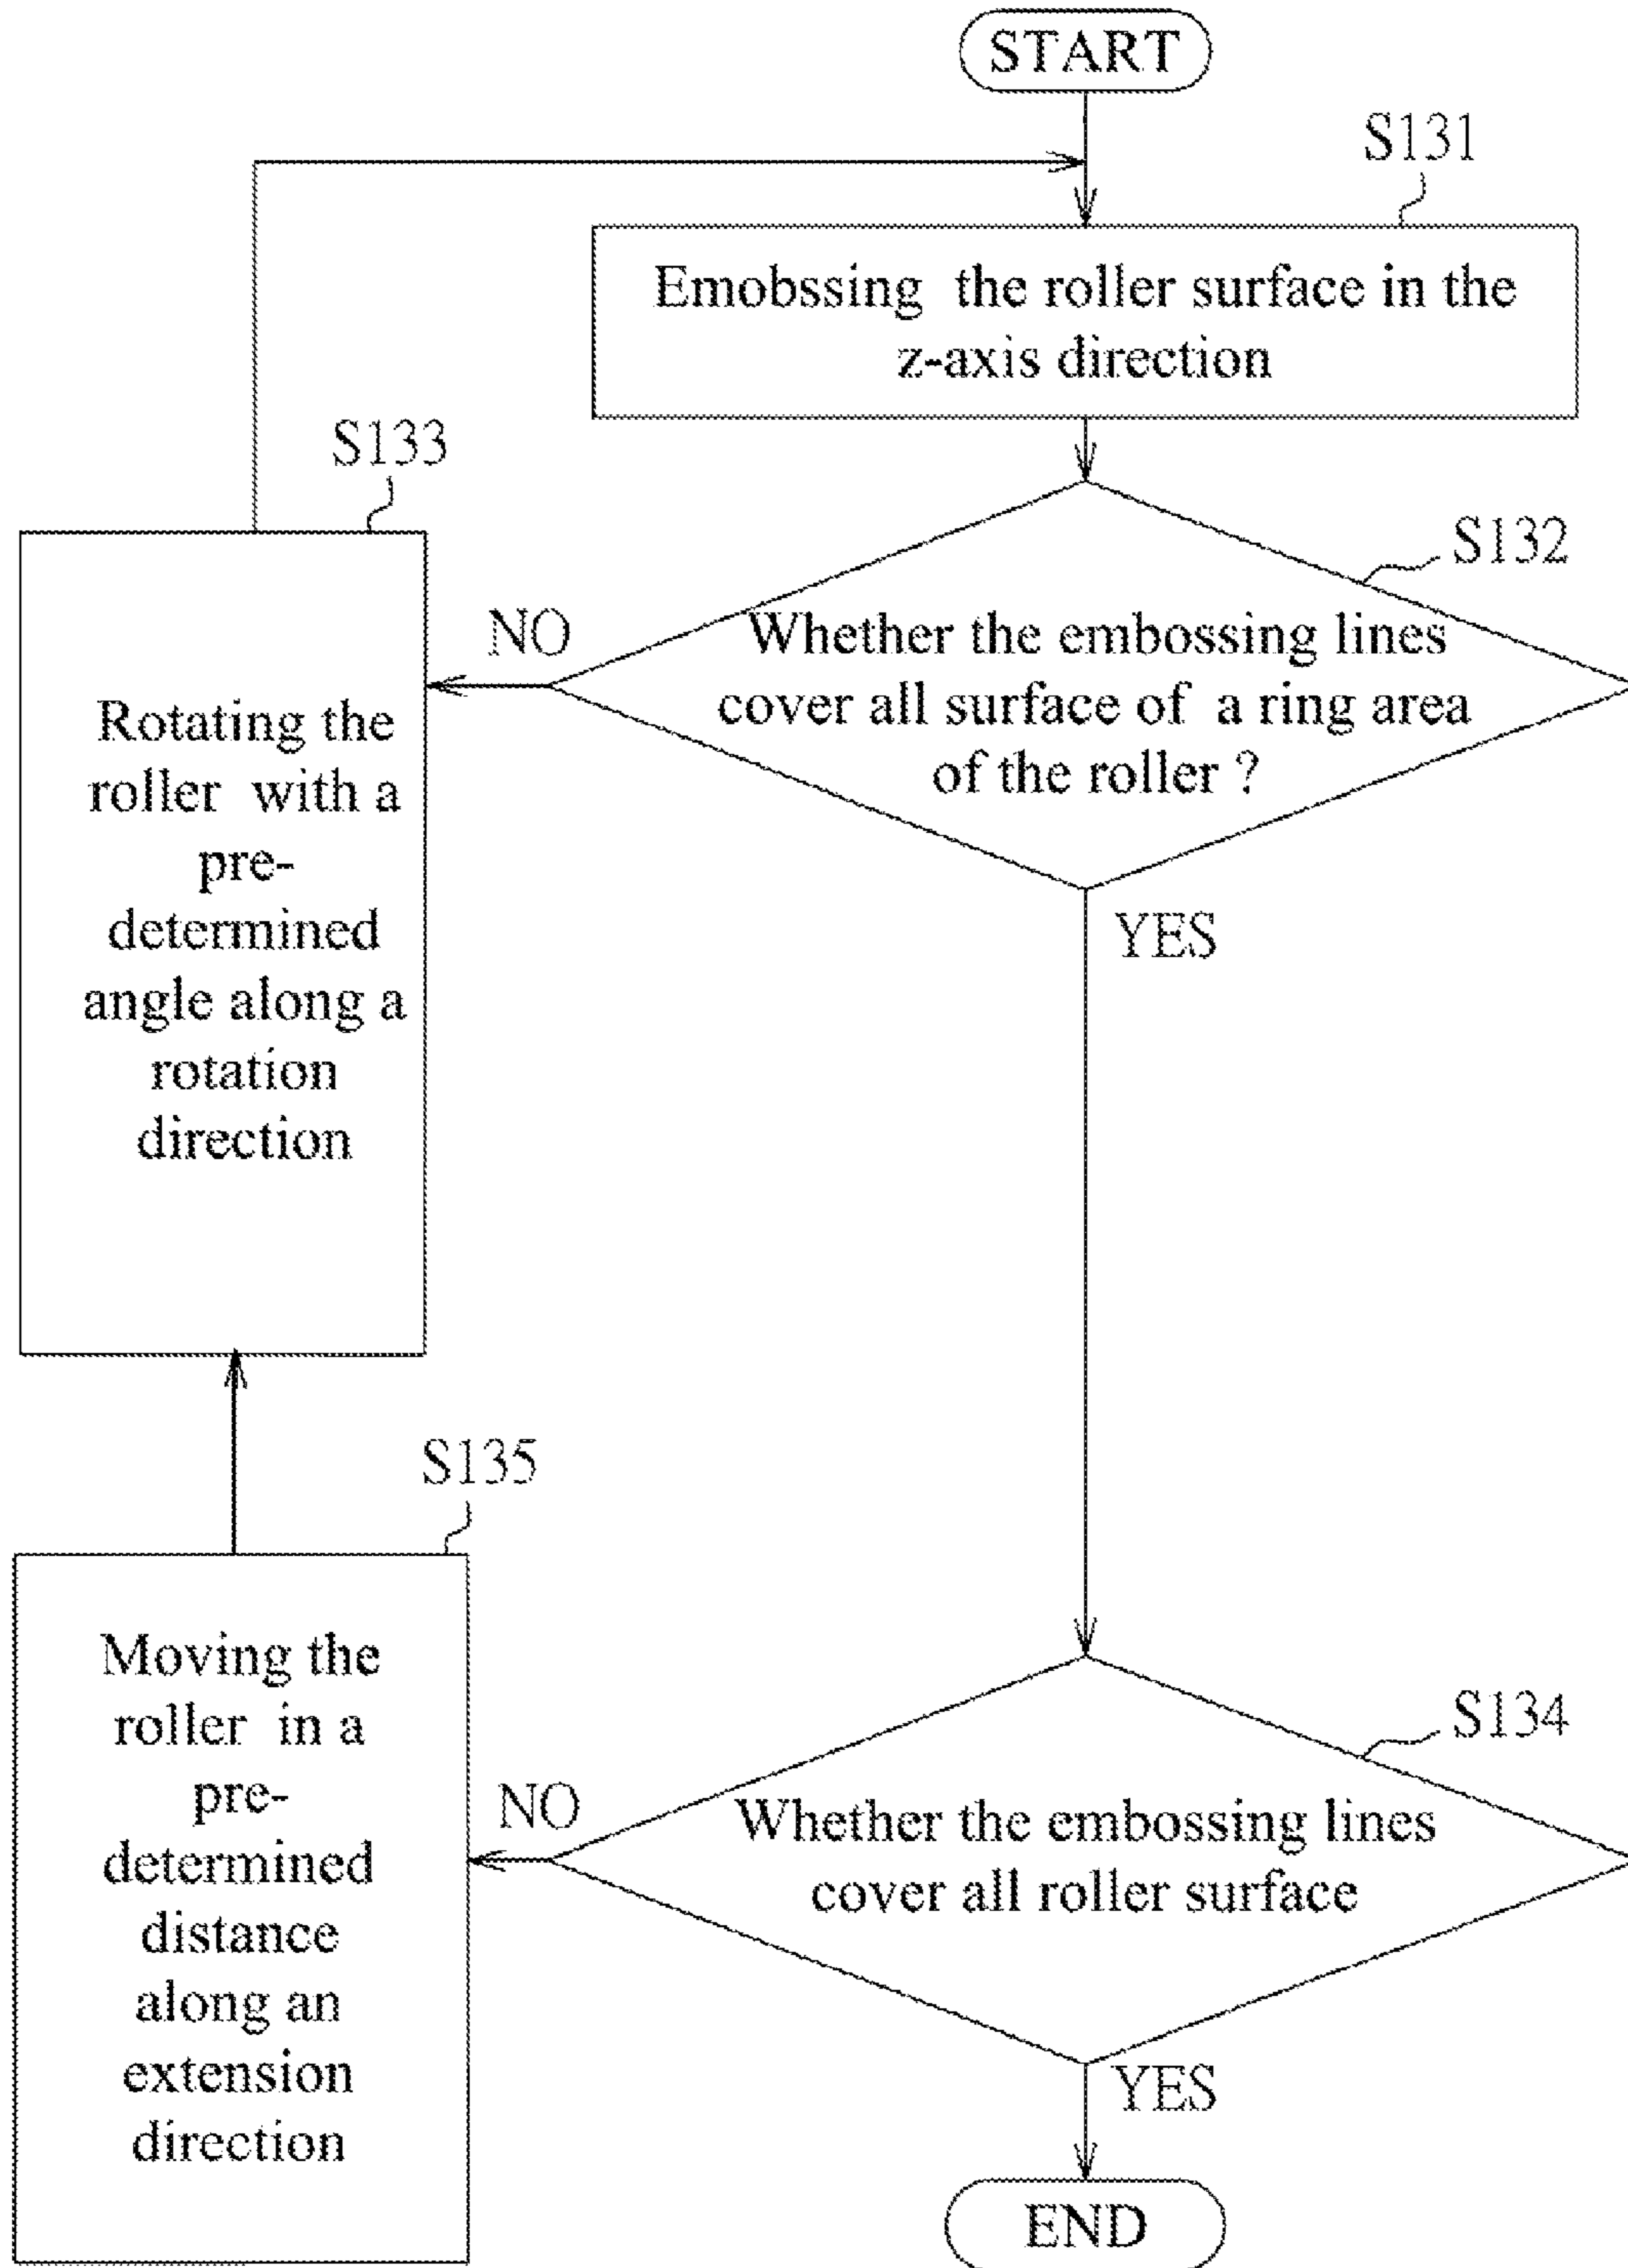 START
S131
Emobssing the roller surface in the
z-axis direction
S132
Whether the embossing lines
cover all surface of a ring area
of the roller ?
NO
YES
S133
Rotating the
roller with a
pre-
determined
angle along a
rotation
direction
S134
Whether the embossing lines
cover all roller surface
NO
YES
S135
Moving the
roller in a
pre-
determined
distance
along an
extension
direction
END